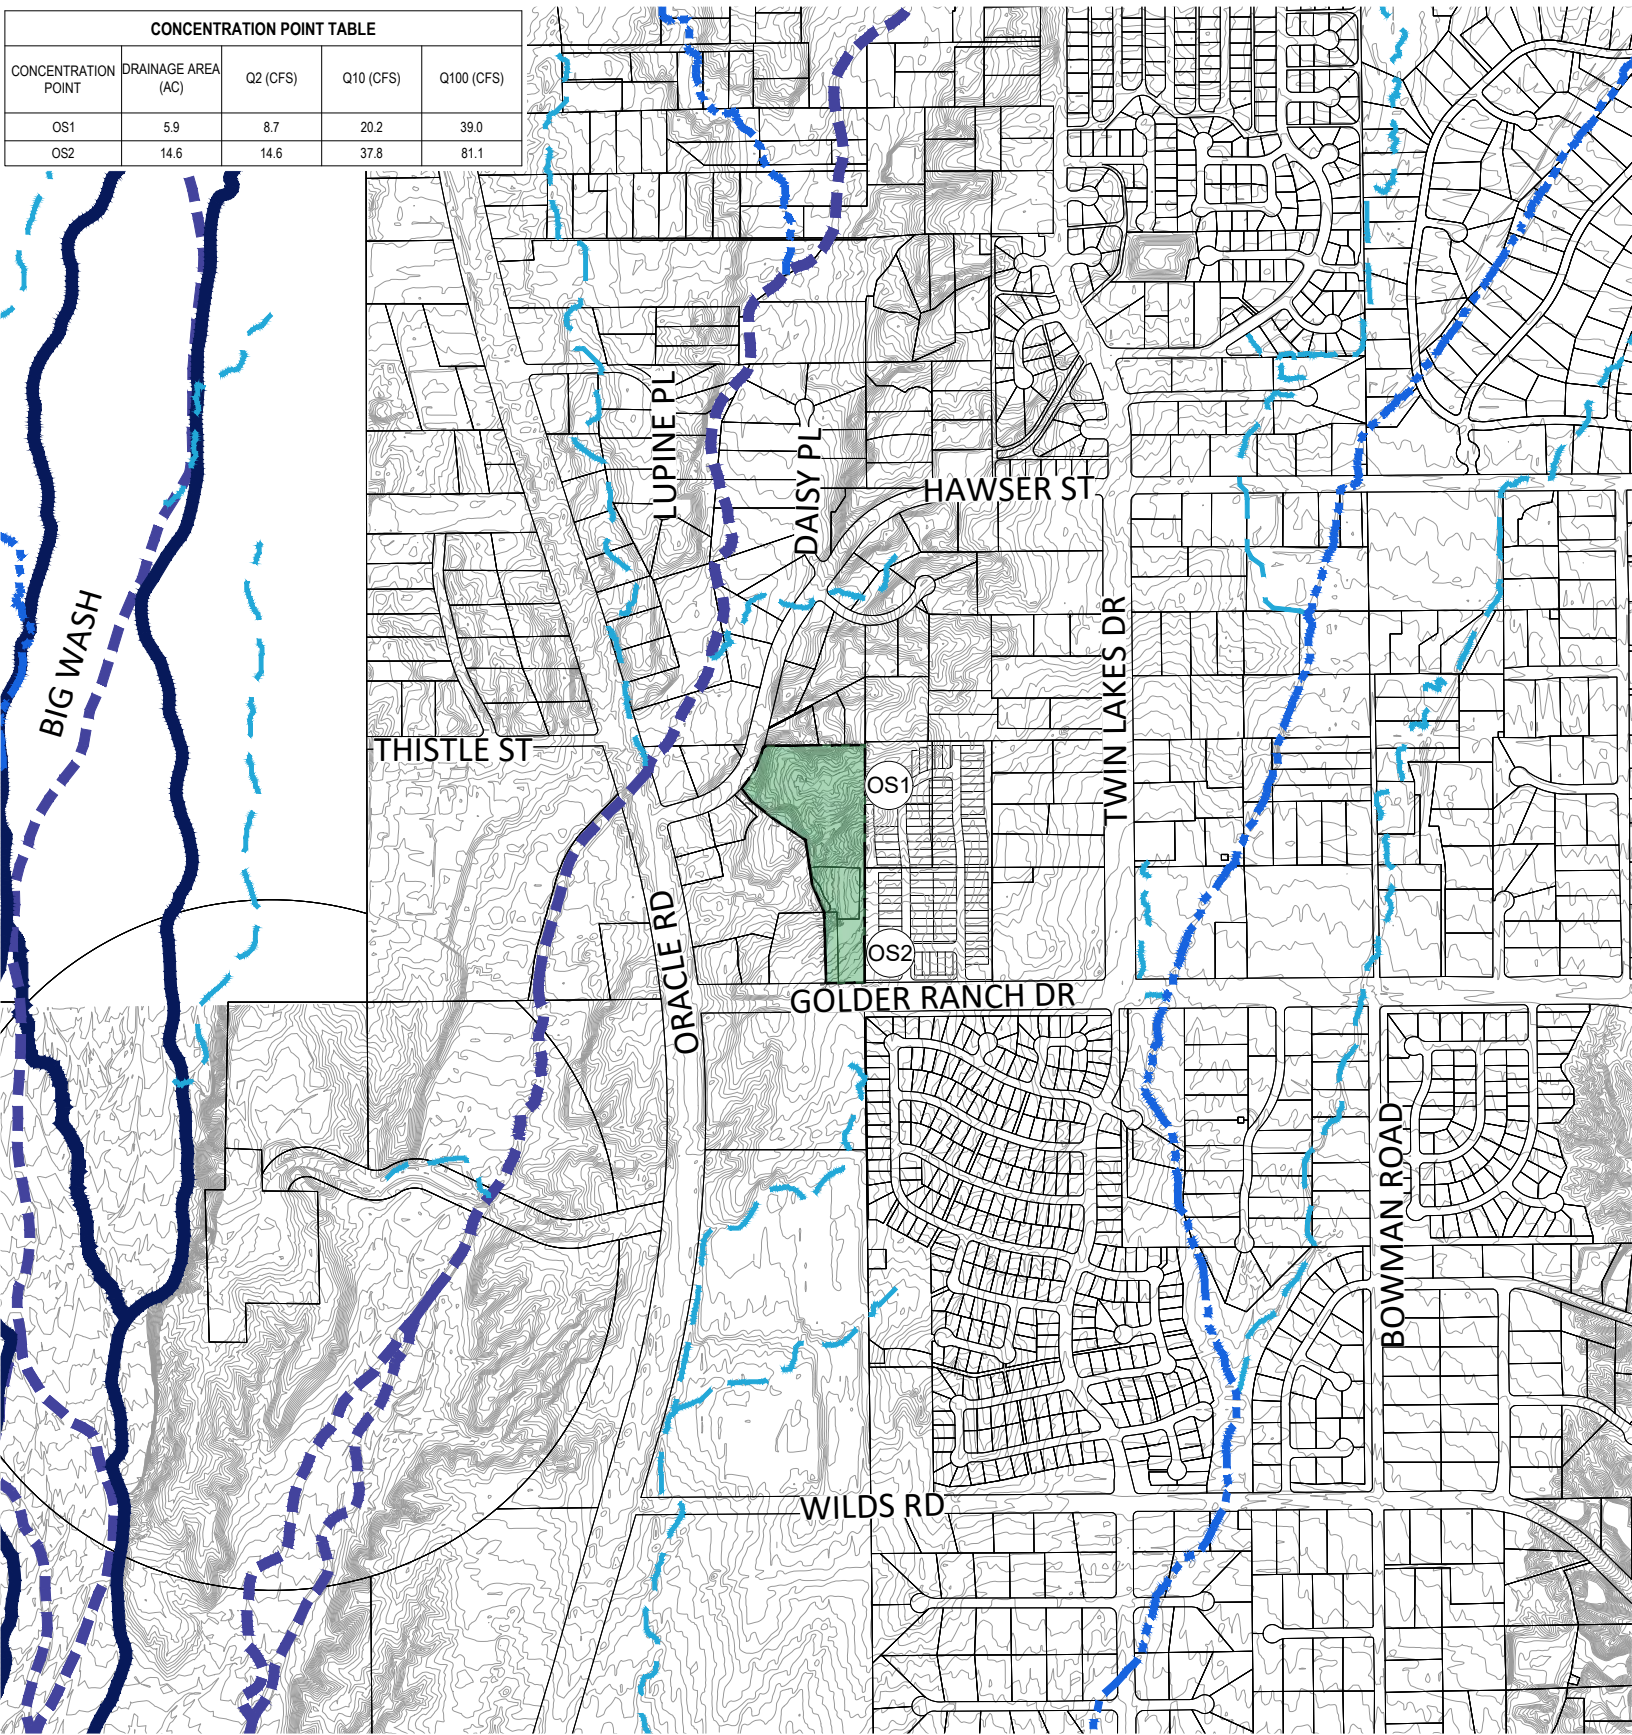 CONCENTRATION POINT TABLE
CONCENTRATION POINT DRAINAGE AREA (AC) Q2 (CFS) Q10 (CFS) Q100 (CFS)
OS1 5.9 8.7 20.2 39.0
OS2 14.6 14.6 37.8 81.1
LUPINE PL
DAISY PL
HAWSER ST
BIG WASH
TWIN LAKES DR
THISTLE ST
OS1
ORACLE RD
OS2
GOLDER RANCH DR
BOWMAN ROAD
WILDS RD